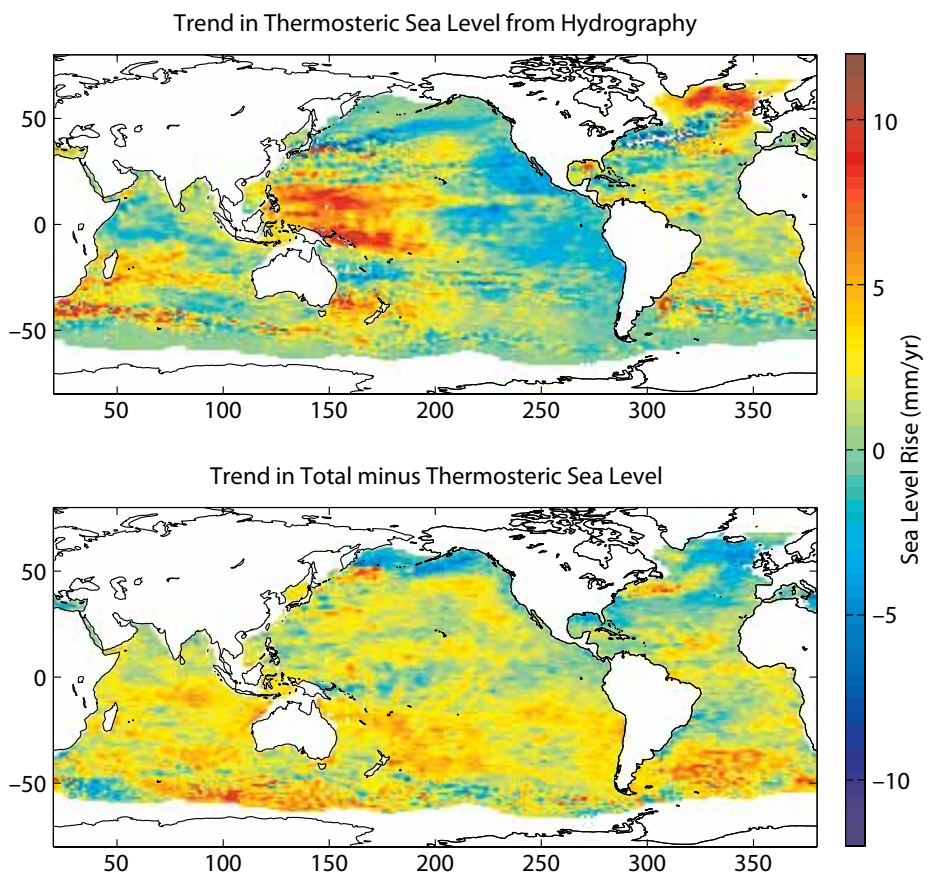 Trend in Thermosteric Sea Level from Hydrography
50
0
−50
50 100 150 200 250 300 350
Trend in Total minus Thermosteric Sea Level
50
0
−50
50 100 150 200 250 300 350
10
5
0
−5
−10
Sea Level Rise (mm/yr)